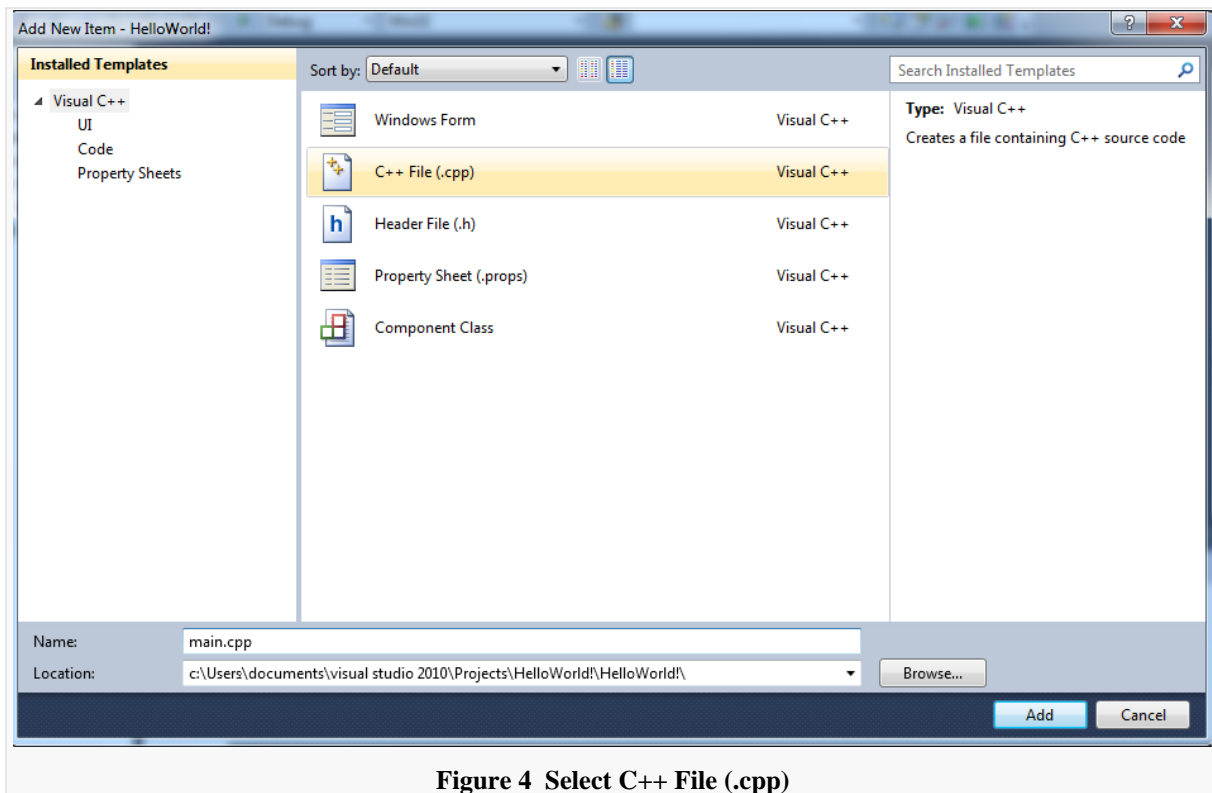 Add New Item - HelloWorld!
Installed Templates
Visual C++
UI
Code
Property Sheets
Sort by: Default
Windows Form Visual C++
C++ File (.cpp) Visual C++
h Header File (.h) Visual C++
Property Sheet (.props) Visual C++
Component Class Visual C++
Search Installed Templates
Type: Visual C++
Creates a file containing C++ source code
Name: main.cpp
Location: c:\Users\documents\visual studio 2010\Projects\HelloWorld!\HelloWorld!\
Browse...
Add Cancel
Figure 4 Select C++ File (.cpp)